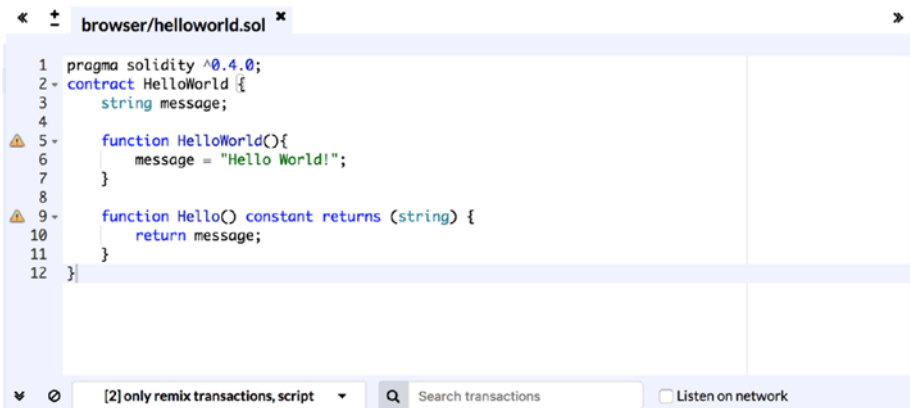 browser/helloworld.sol
1 pragma solidity ^0.4.0;
2 contract HelloWorld {
3 string message;
4
5 function HelloWorld(){
6 message = "Hello World!";
7 }
8
9 function Hello() constant returns (string) {
10 return message;
11 }
12 }
[2] only remix transactions, script Search transactions Listen on network